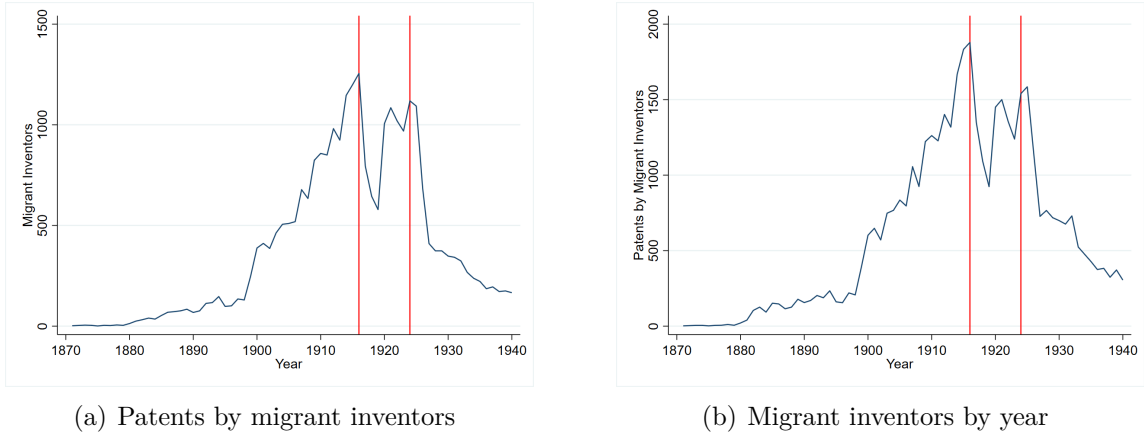 Migrant Inventors
1500
1000
500
0
1870 1880 1890 1900 1910 1920 1930 1940
Year
(a) Patents by migrant inventors
Patents by Migrant Inventors
2000
1500
1000
500
0
1870 1880 1890 1900 1910 1920 1930 1940
Year
(b) Migrant inventors by year